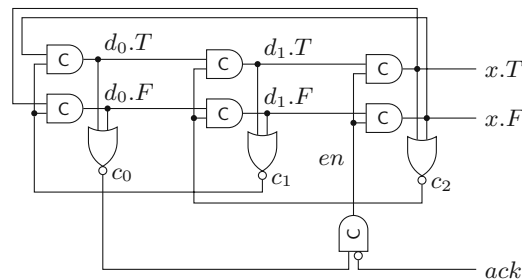 C d₀.T C d₁.T C x.T
C d₀.F C d₁.F C x.F
en
c₀ c₁ c₂
C
ack